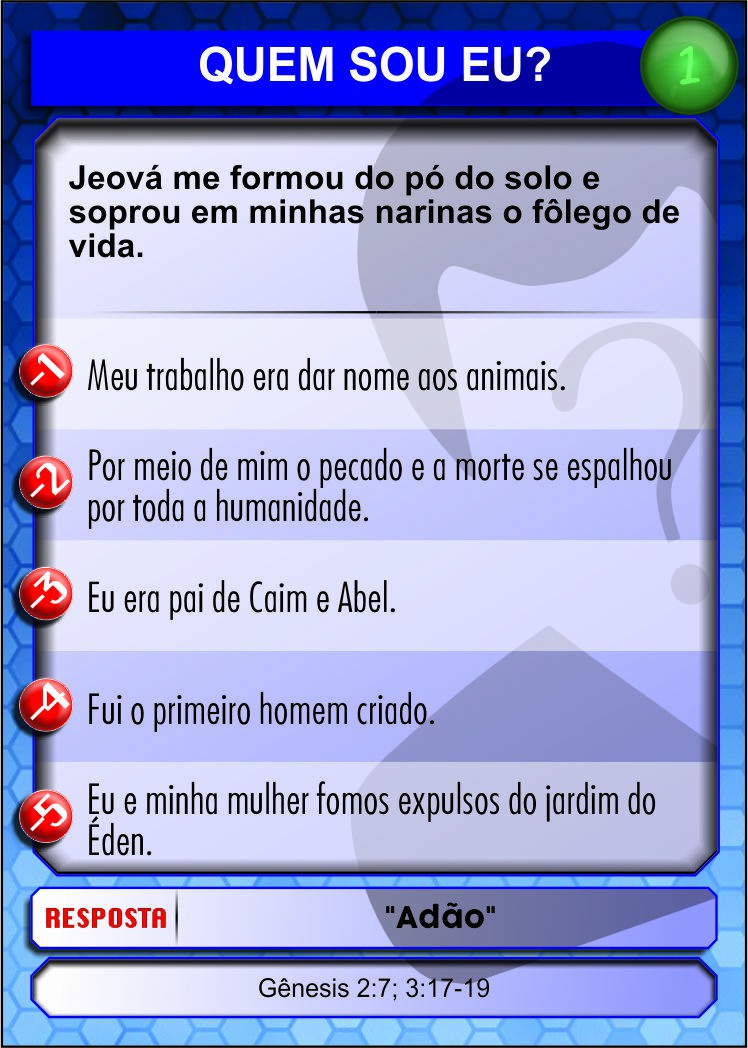 QUEM SOU EU?
1
Jeová me formou do pó do solo e
soprou em minhas narinas o fôlego de
vida.
1
Meu trabalho era dar nome aos animais.
2
Por meio de mim o pecado e a morte se espalhou
por toda a humanidade.
3
Eu era pai de Caim e Abel.
4
Fui o primeiro homem criado.
5
Eu e minha mulher fomos expulsos do jardim do
Éden.
RESPOSTA "Adão"
Gênesis 2:7; 3:17-19